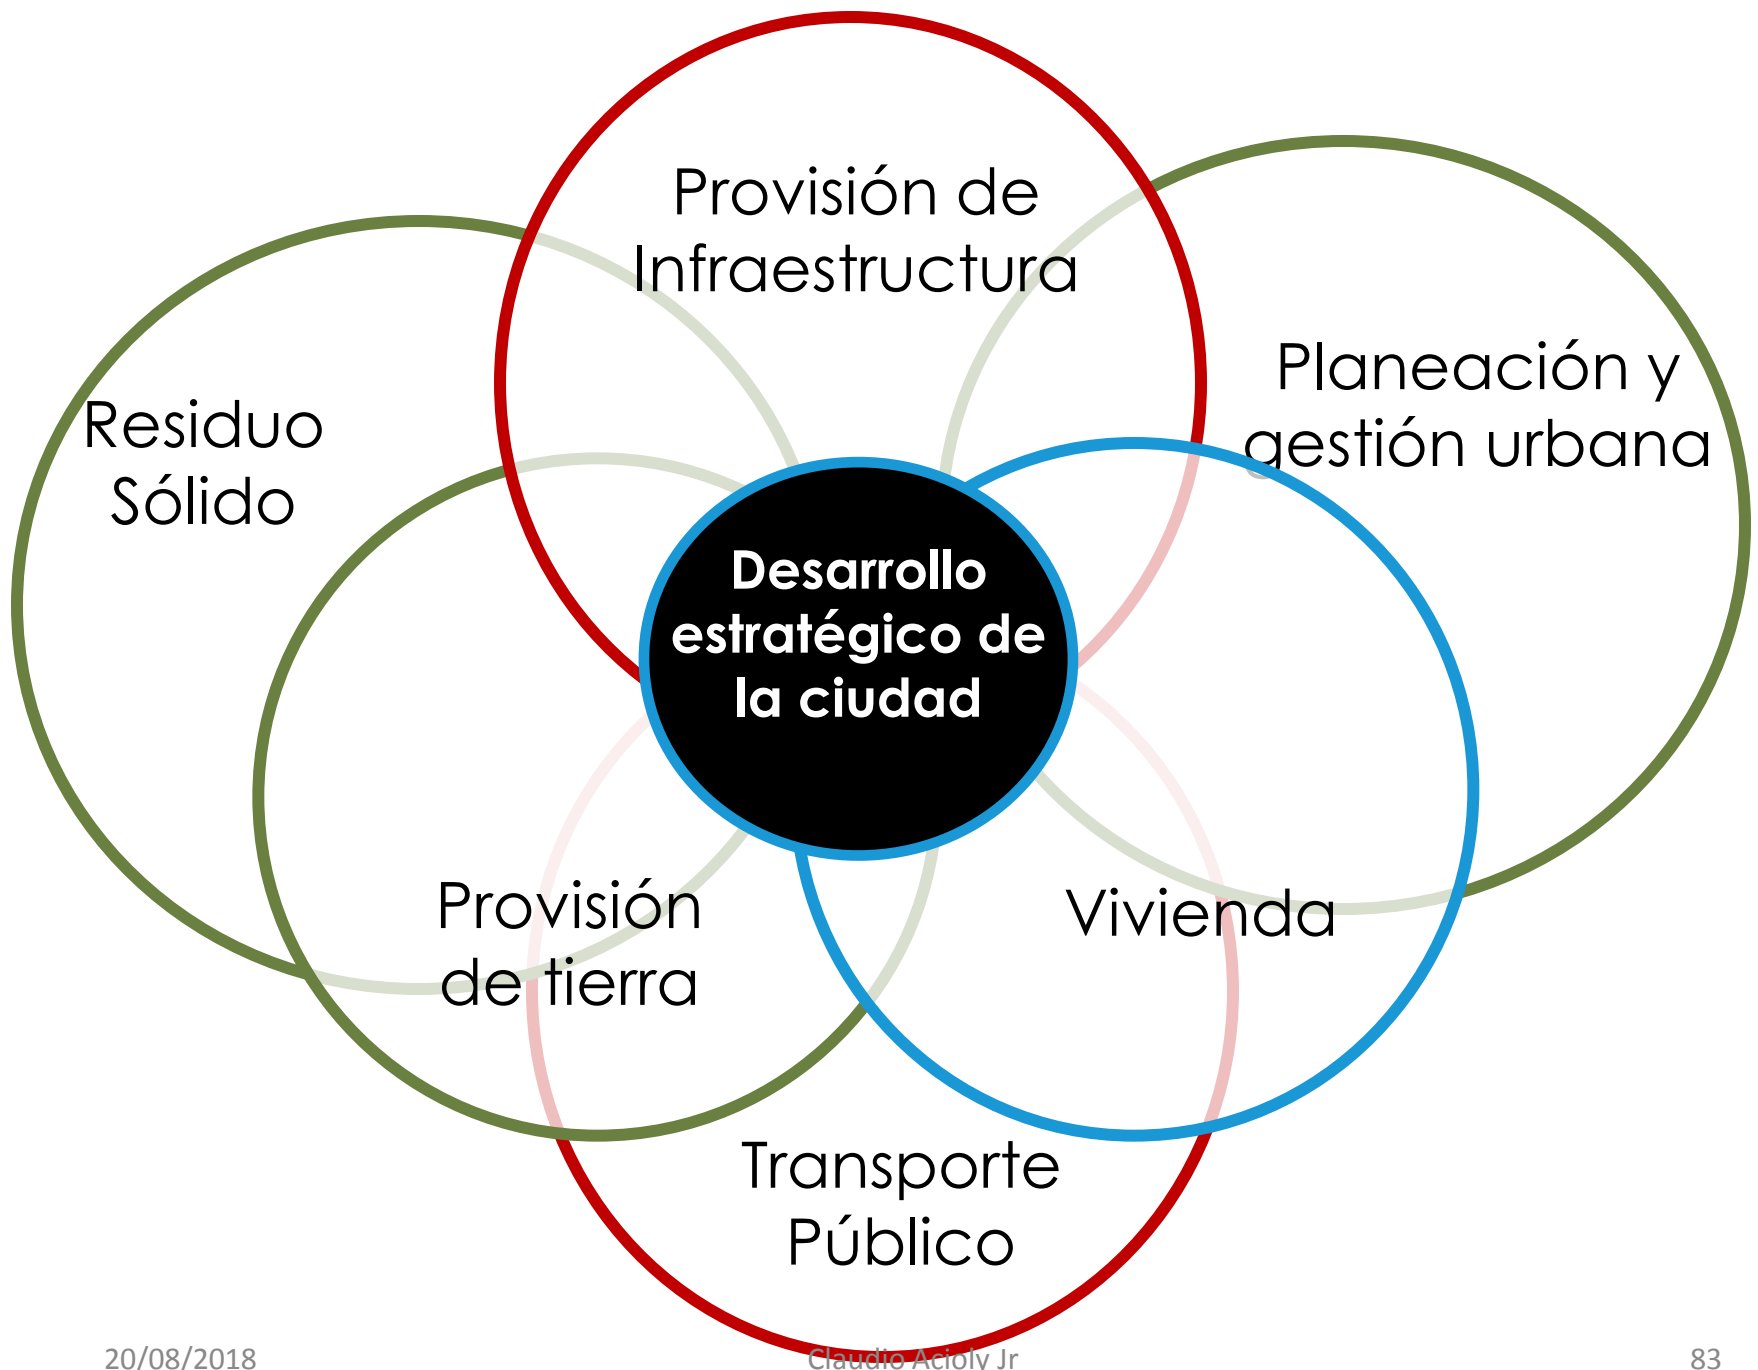 Provisión de
Infraestructura
Planeación y
gestión urbana
Residuo
Sólido
Desarrollo
estratégico de
la ciudad
Provisión
de tierra
Vivienda
Transporte
Público
20/08/2018
Claudio Acioly Jr
83